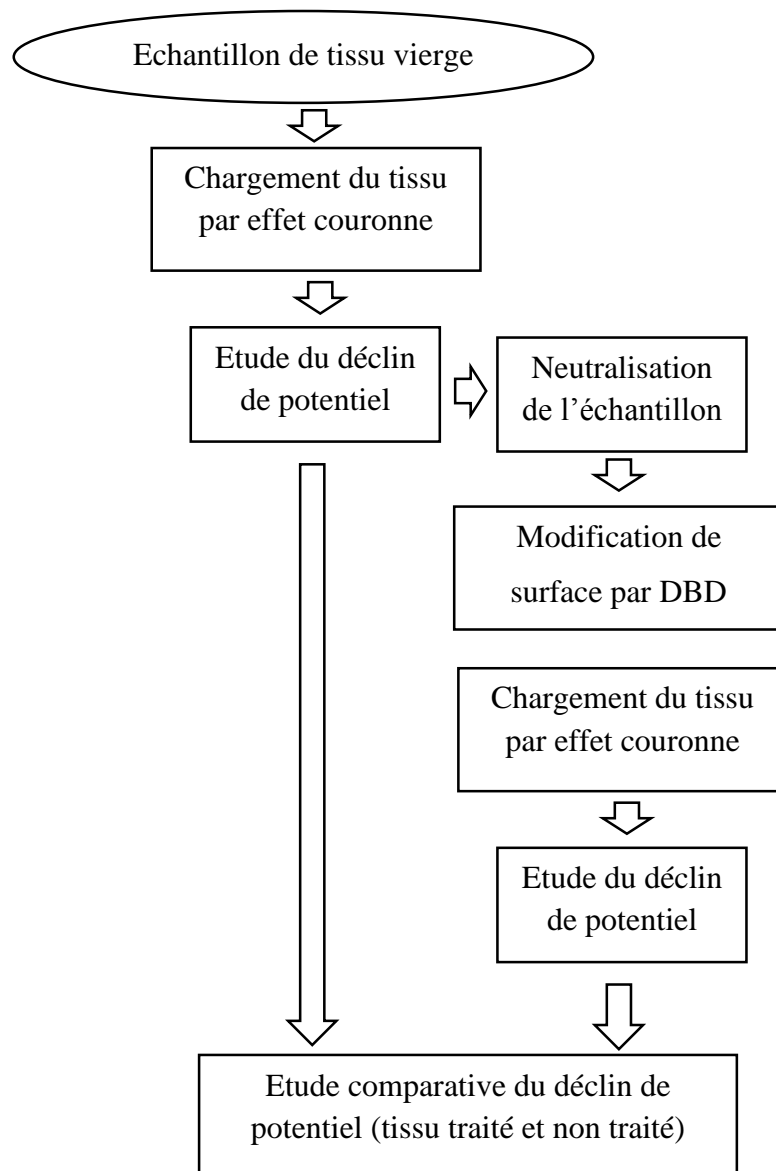 Echantillon de tissu vierge
Chargement du tissu
par effet couronne
Etude du déclin
de potentiel
Neutralisation
de l’échantillon
Modification de
surface par DBD
Chargement du tissu
par effet couronne
Etude du déclin
de potentiel
Etude comparative du déclin de
potentiel (tissu traité et non traité)